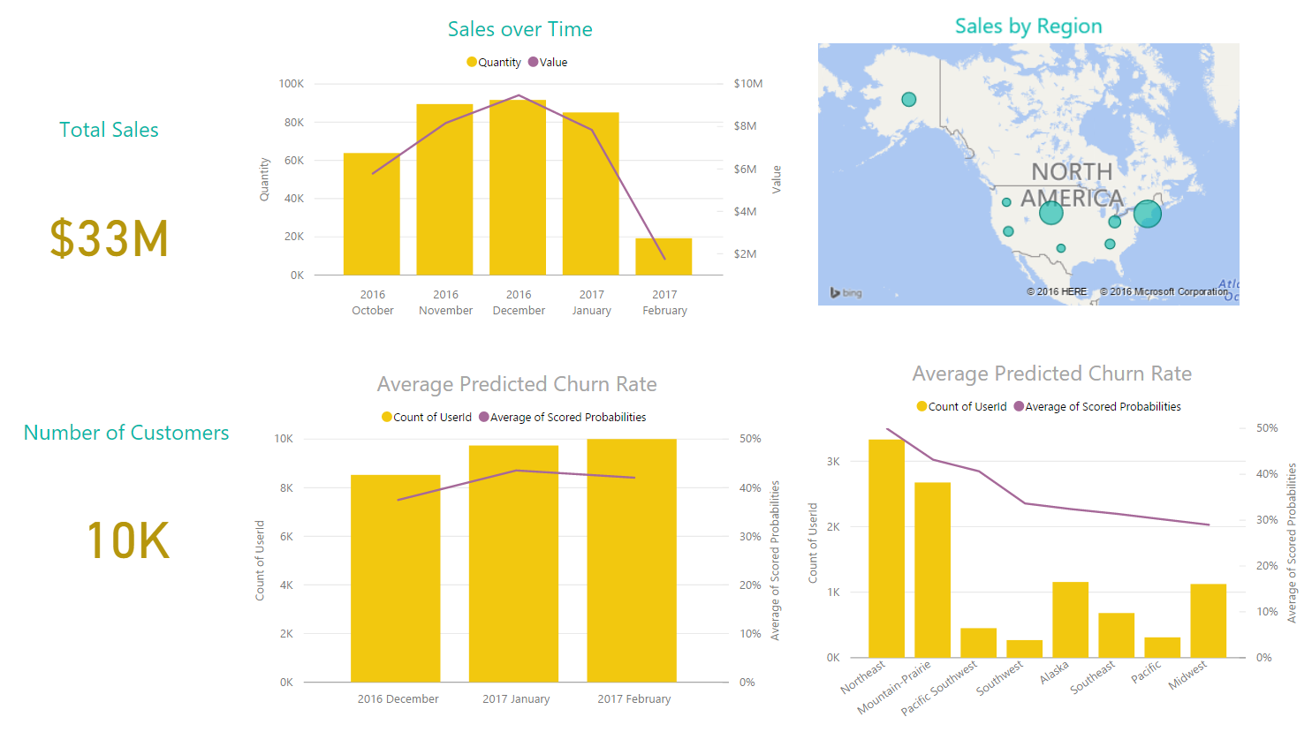 Total Sales
$33M
Sales over Time
Quantity Value
100K
80K
60K
40K
20K
0K
Quantity
$10M
$8M
$6M
$4M
$2M
Value
2016 October
2016 November
2016 December
2017 January
2017 February
Sales by Region
NORTH
AMERICA
bing
© 2016 HERE © 2016 Microsoft Corporation
Number of Customers
10K
Average Predicted Churn Rate
Count of UserId Average of Scored Probabilities
10K
8K
6K
4K
2K
0K
Count of UserId
50%
40%
30%
20%
10%
0%
Average of Scored Probabilities
2016 December 2017 January 2017 February
Average Predicted Churn Rate
Count of UserId Average of Scored Probabilities
3K
2K
1K
0K
Count of UserId
50%
40%
30%
20%
10%
0%
Average of Scored Probabilities
Northeast
Mountain-Prairie
Pacific Southwest
Southwest
Alaska
Southeast
Pacific
Midwest